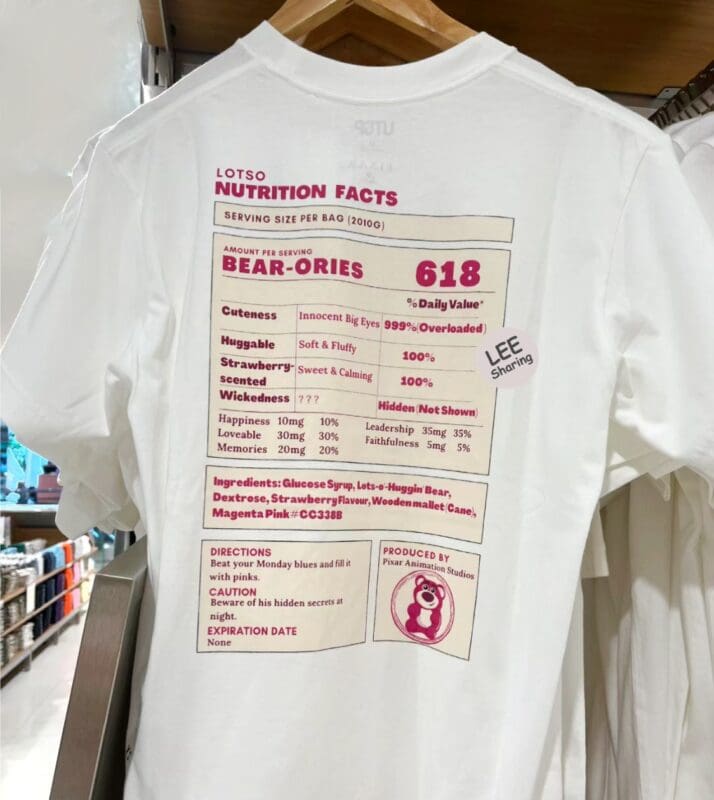 UTGP
LOTSO
NUTRITION FACTS
SERVING SIZE PER BAG (2010G)
AMOUNT PER SERVING
BEAR-ORIES 618
%Daily Value*
Cuteness Innocent Big Eyes 999% (Overloaded)
Huggable Soft & Fluffy 100%
Strawberry-
scented Sweet & Calming 100%
Wickedness ??? Hidden (Not Shown)
Happiness 10mg 10% Leadership 35mg 35%
Loveable 30mg 30% Faithfulness 5mg 5%
Memories 20mg 20%
LEE
Sharing
Ingredients: Glucose Syrup, Lots-o'-Huggin' Bear,
Dextrose, Strawberry Flavour, Wooden mallet (Cane),
Magenta Pink #CC338B
DIRECTIONS
Beat your Monday blues and fill it
with pinks.
CAUTION
Beware of his hidden secrets at
night.
EXPIRATION DATE
None
PRODUCED BY
Pixar Animation Studios